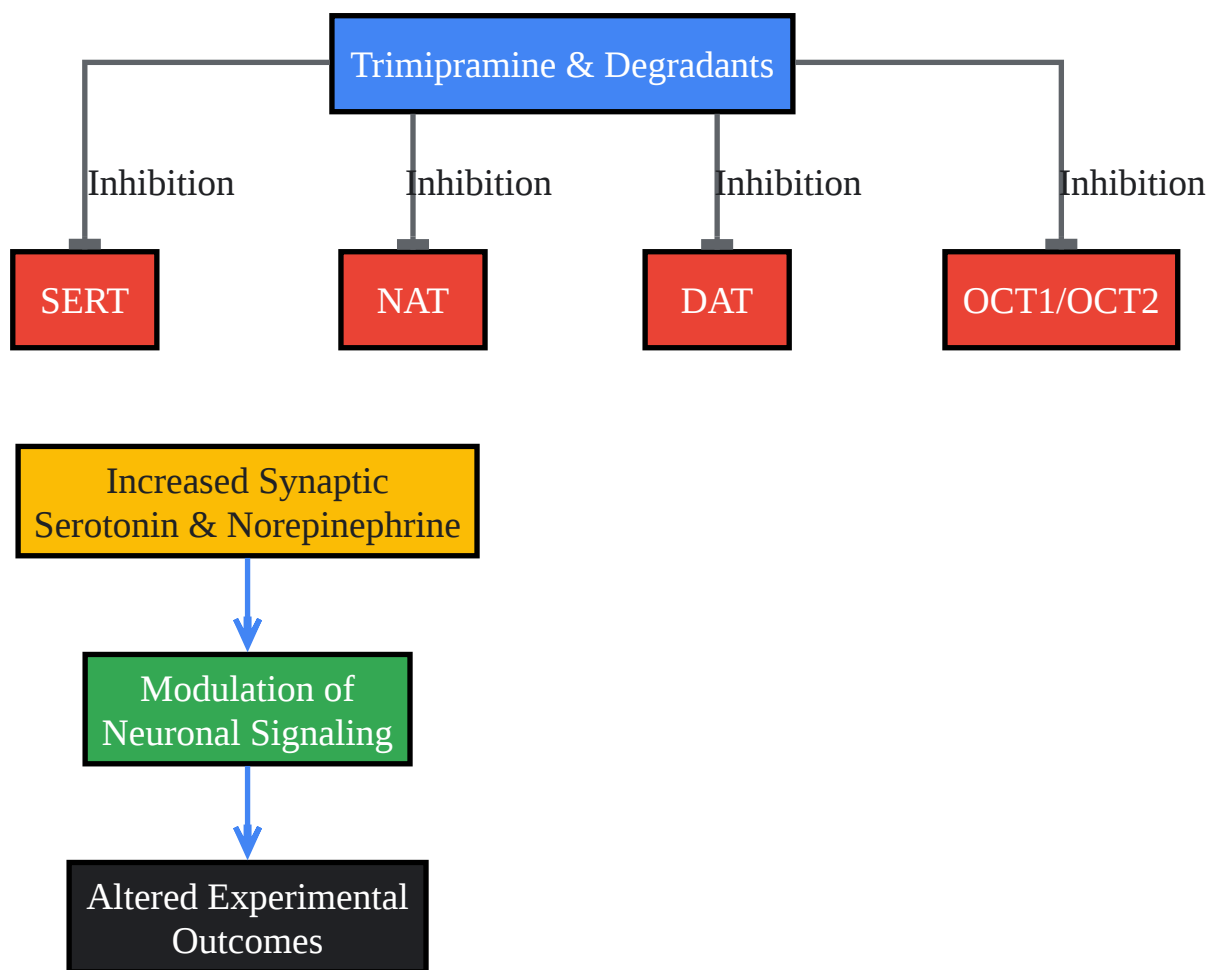 Trimipramine & Degradants
Inhibition
Inhibition
Inhibition
Inhibition
SERT
NAT
DAT
OCT1/OCT2
Increased Synaptic
Serotonin & Norepinephrine
Modulation of
Neuronal Signaling
Altered Experimental
Outcomes